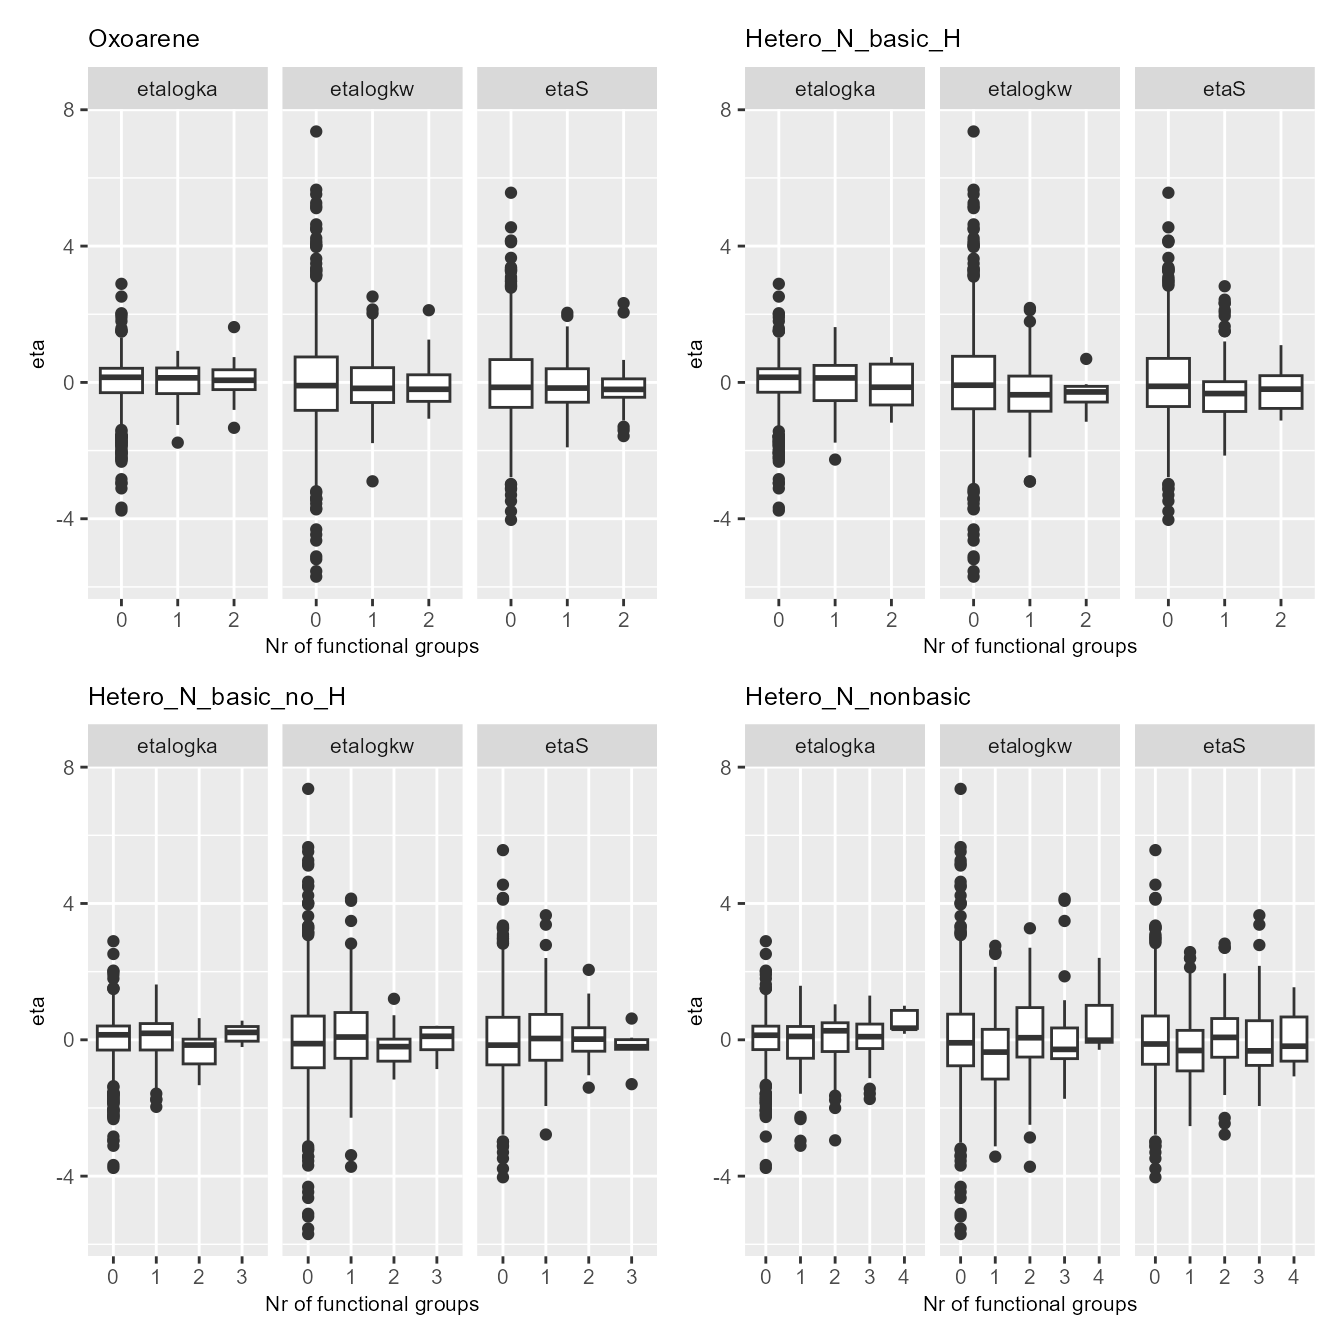 Oxoarene
etalogka etalogkw etaS
8
4
0
-4
eta
0 1 2 0 1 2 0 1 2
Nr of functional groups
Hetero_N_basic_H
etalogka etalogkw etaS
8
4
0
-4
eta
0 1 2 0 1 2 0 1 2
Nr of functional groups
Hetero_N_basic_no_H
etalogka etalogkw etaS
8
4
0
-4
eta
0 1 2 3 0 1 2 3 0 1 2 3
Nr of functional groups
Hetero_N_nonbasic
etalogka etalogkw etaS
8
4
0
-4
eta
0 1 2 3 4 0 1 2 3 4 0 1 2 3 4
Nr of functional groups